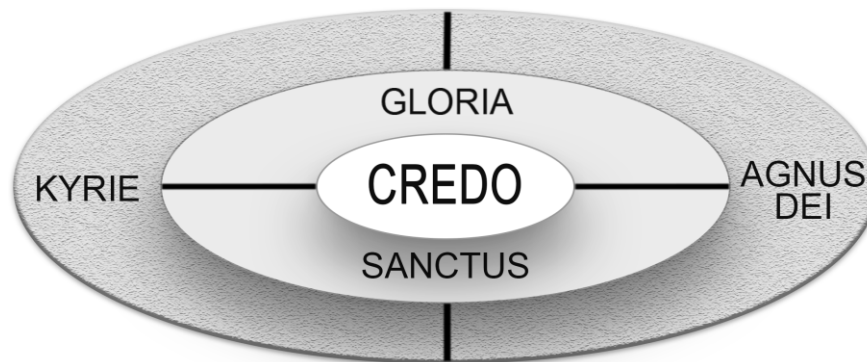 GLORIA
KYRIE
CREDO
AGNUS
DEI
SANCTUS